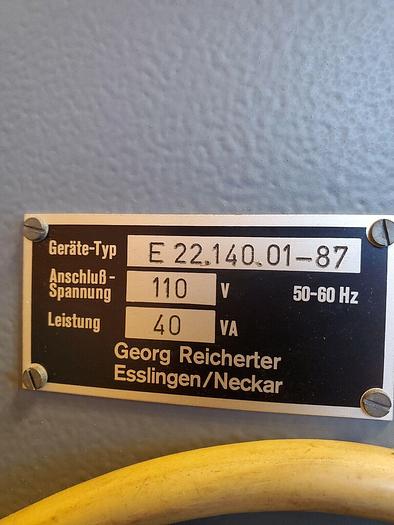 Geräte-Typ E 22.140.01-87
Anschluß-
Spannung 110 V 50-60 Hz
Leistung 40 VA
Georg Reicherter
Esslingen/Neckar